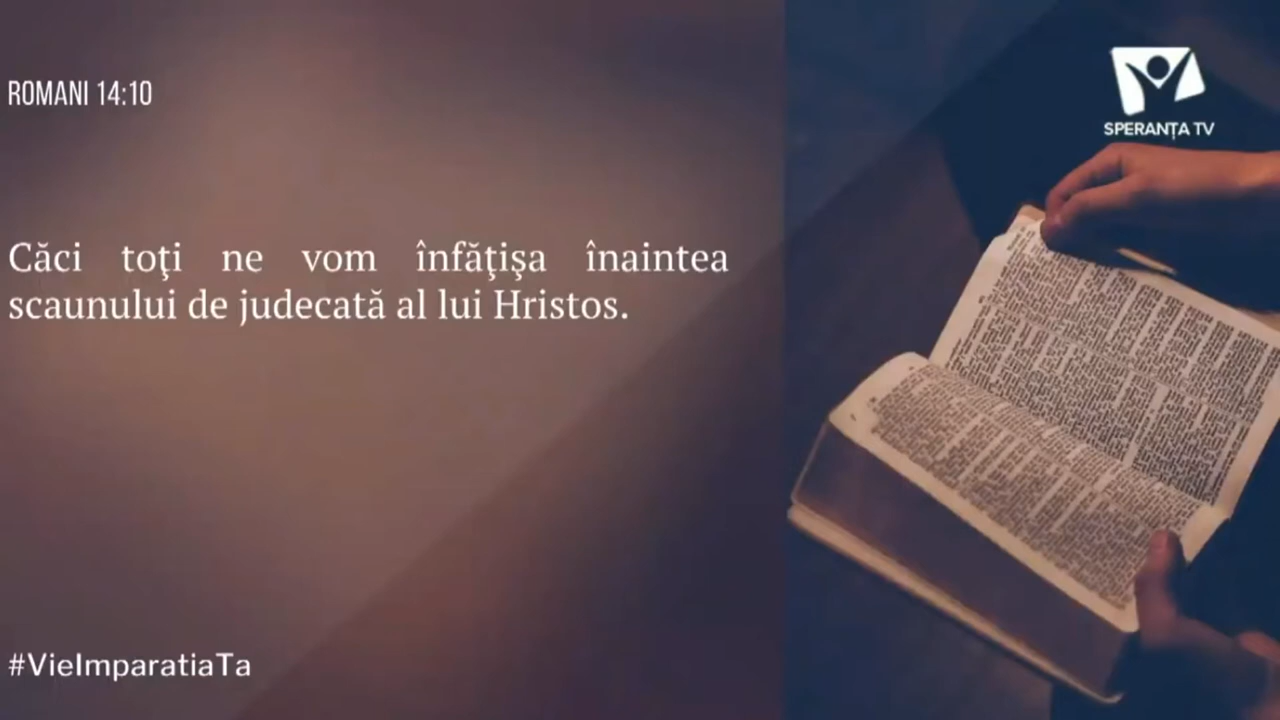 ROMANI 14:10
SPERANȚA TV
Căci toţi ne vom înfăţişa înaintea
scaunului de judecată al lui Hristos.
#VieImparatiaTa